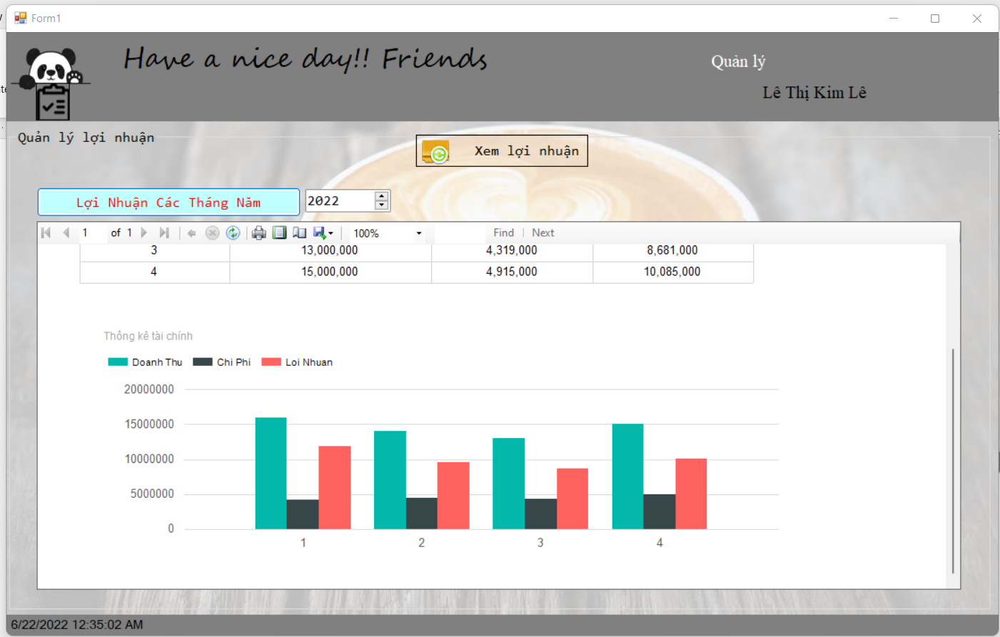 Form1
Have a nice day!! Friends
Quản lý
Lê Thị Kim Lê
Quản lý lợi nhuận
Xem lợi nhuận
Lợi Nhuận Các Tháng Năm
2022
1 of 1 100% Find | Next
3 13,000,000 4,319,000 8,681,000
4 15,000,000 4,915,000 10,085,000
Thống kê tài chính
Doanh Thu Chi Phi Loi Nhuan
20000000
15000000
10000000
5000000
0
1 2 3 4
6/22/2022 12:35:02 AM